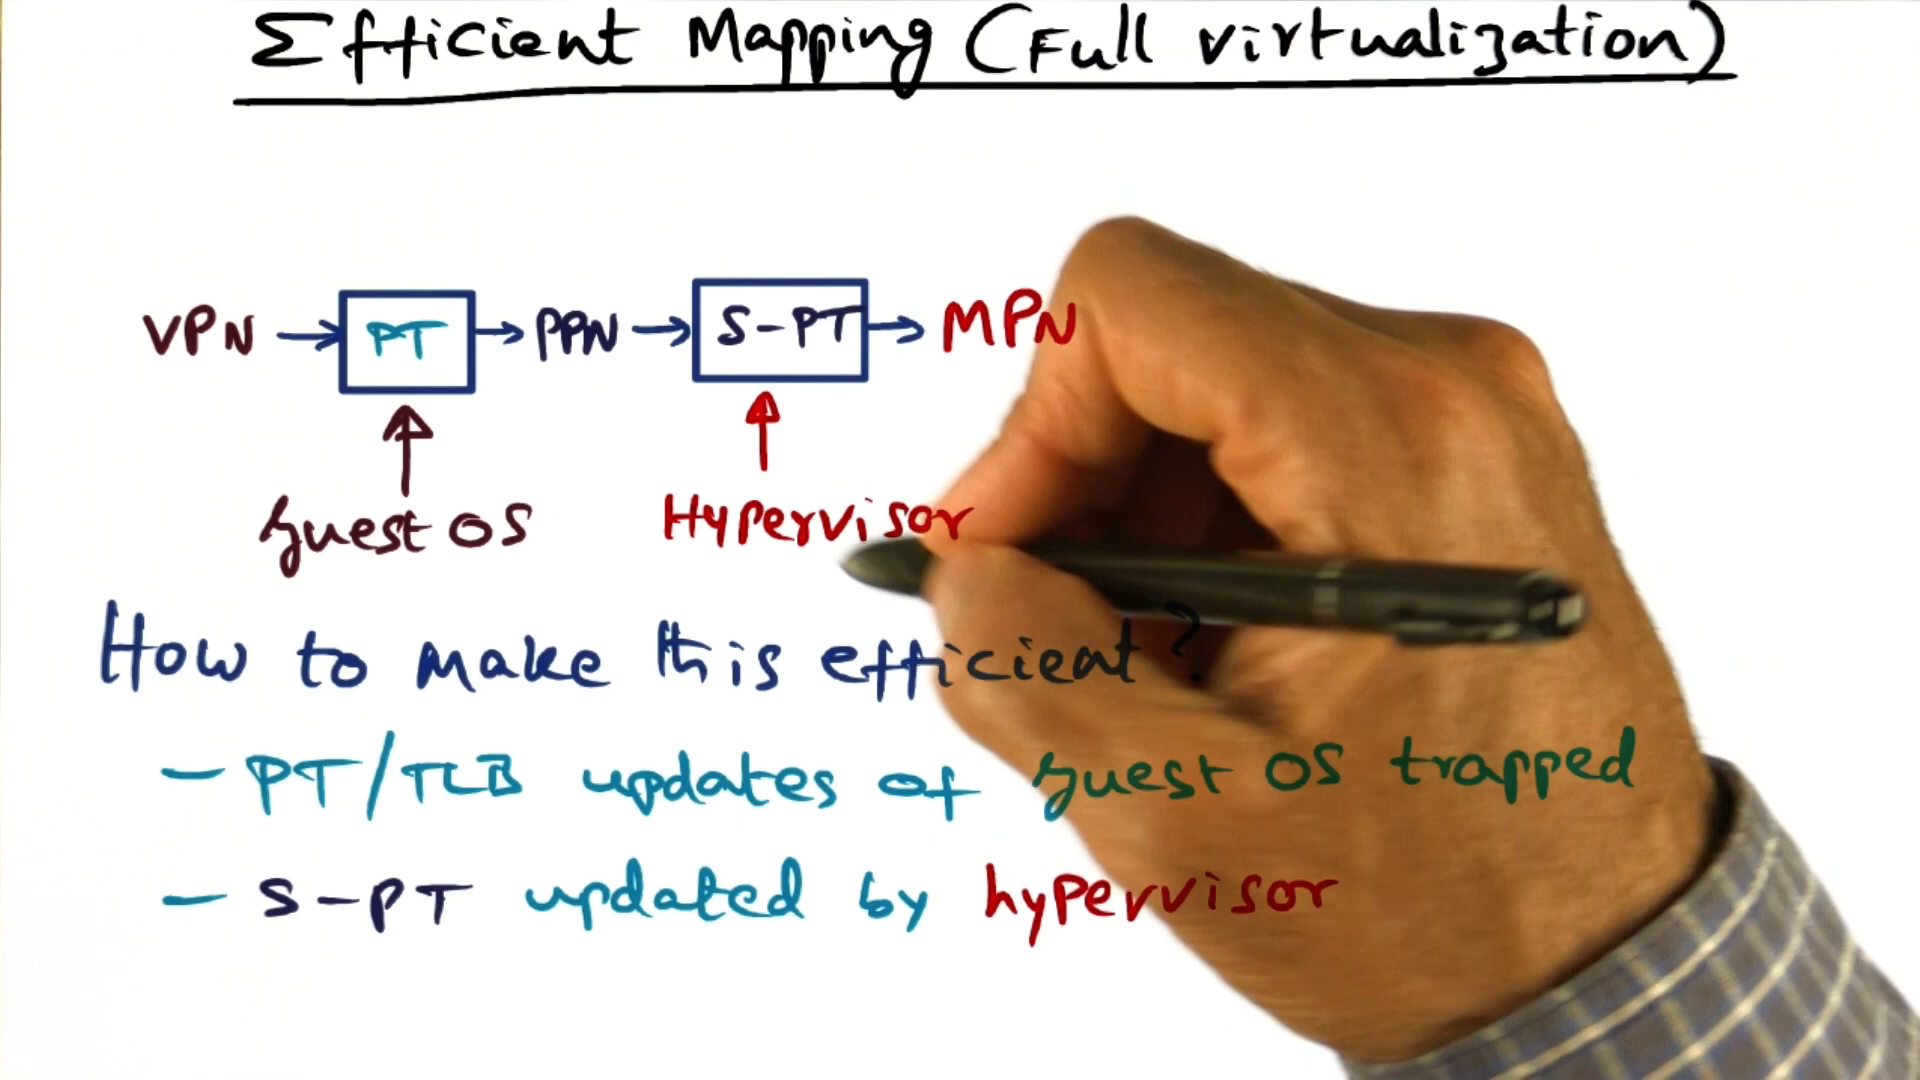 Efficient Mapping (Full virtualization)
VPN → PT → PPN → S-PT → MPN
Guest OS Hypervisor
How to make this efficient?
- PT/TLB updates of guest OS trapped
- S-PT updated by hypervisor